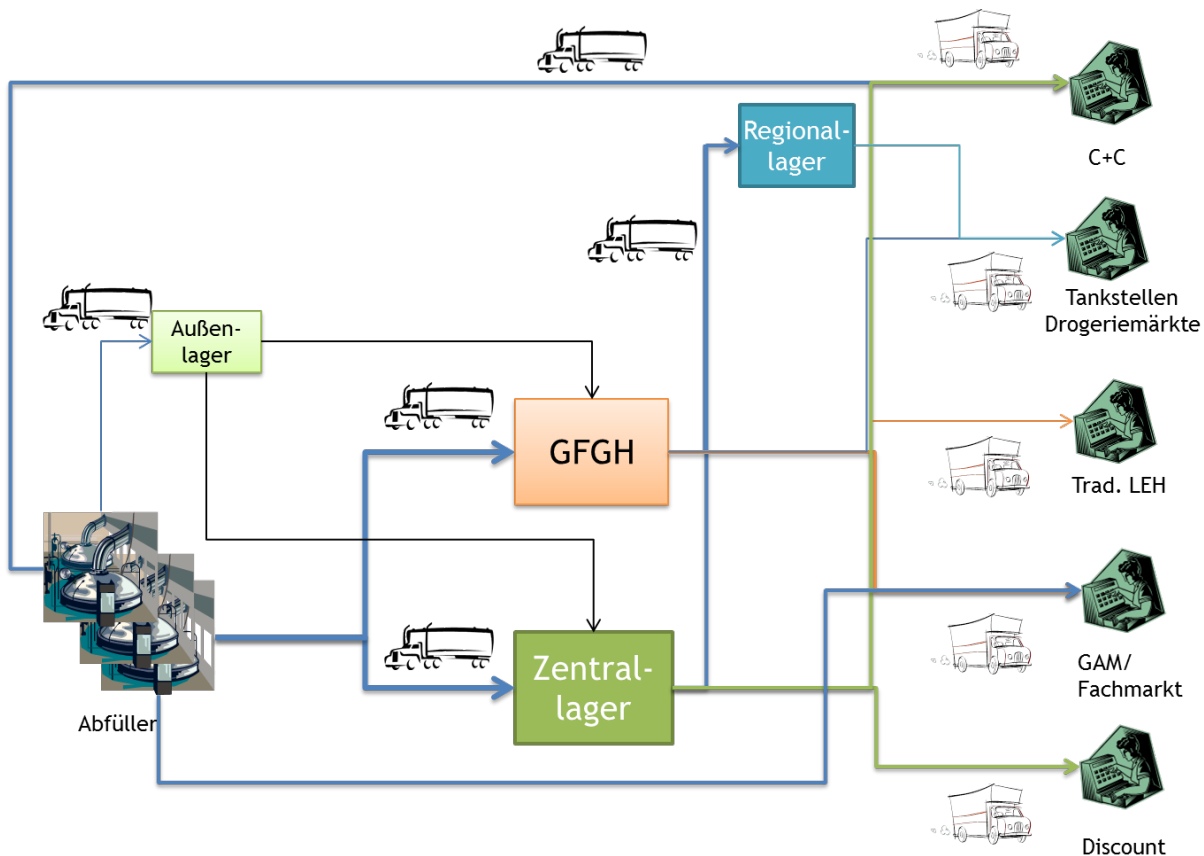 Regional-
lager
C+C
Tankstellen
Drogeriemärkte
Außen-
lager
GFGH
Trad. LEH
Zentral-
lager
GAM/
Fachmarkt
Abfüller
Discount